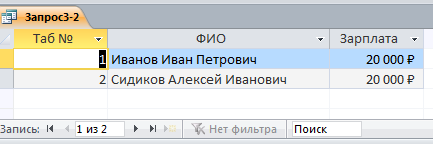 Запрос3-2
Таб № ФИО Зарплата
1 Иванов Иван Петрович 20 000 ₽
2 Сидиков Алексей Иванович 20 000 ₽
Запись: 1 из 2 Нет фильтра Поиск